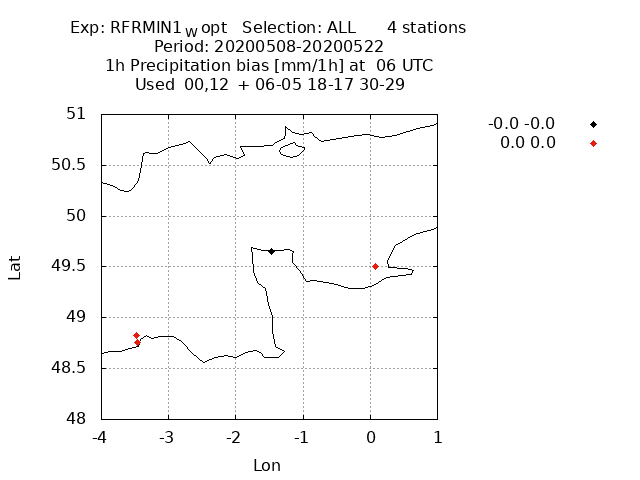 Exp: RFRMIN1_wopt   Selection: ALL      4 stations
Period: 20200508-20200522
1h Precipitation bias [mm/1h] at  06 UTC
Used  00,12  + 06-05 18-17 30-29
-0.0 -0.0
0.0 0.0
51
50.5
50
49.5
49
48.5
48
Lat
-4 -3 -2 -1 0 1
Lon